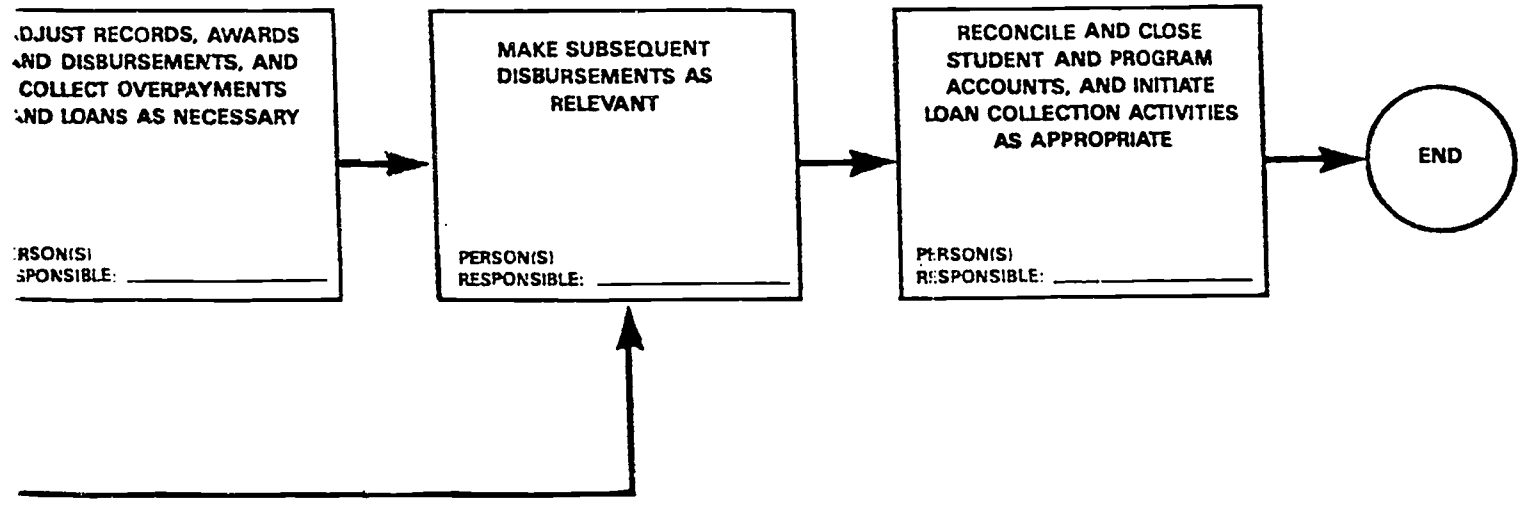 DJUST RECORDS, AWARDS
ND DISBURSEMENTS, AND
COLLECT OVERPAYMENTS
AND LOANS AS NECESSARY
RSON(S)
SPONSIBLE:
MAKE SUBSEQUENT
DISBURSEMENTS AS
RELEVANT
PERSON(S)
RESPONSIBLE:
RECONCILE AND CLOSE
STUDENT AND PROGRAM
ACCOUNTS, AND INITIATE
LOAN COLLECTION ACTIVITIES
AS APPROPRIATE
PERSON(S)
RESPONSIBLE:
END